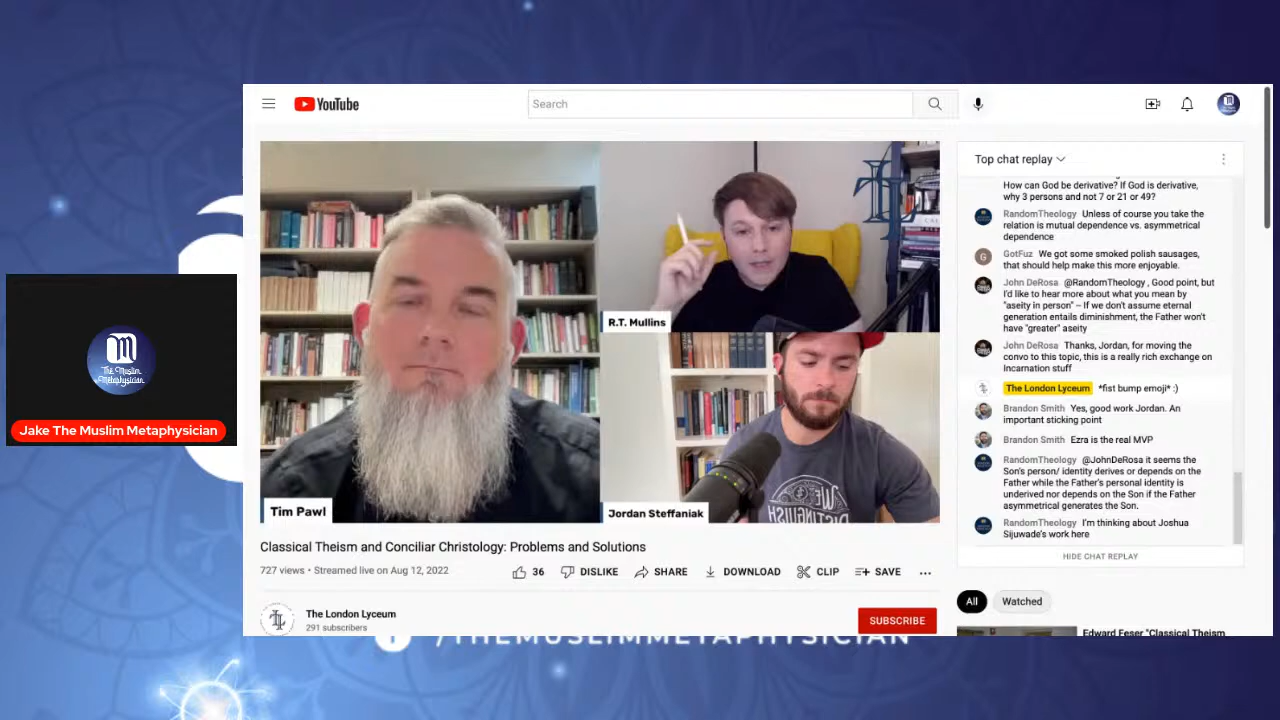 YouTube
Search
Top chat replay
How can God be derivative? If God is derivative,
why 3 persons and not 7 or 21 or 49?
RandomTheology Unless of course you take the
relation is mutual dependence vs. asymmetrical
dependence
G
GotFuz We got some smoked polish sausages,
that should help make this more enjoyable.
John DeRosa @RandomTheology , Good point, but
I'd like to hear more about what you mean by
"aseity in person" – If we don't assume eternal
generation entails diminishment, the Father won't
have "greater" aseity
John DeRosa Thanks, Jordan, for moving the
convo to this topic, this is a really rich exchange on
Incarnation stuff
The London Lyceum *fist bump emoji* :)
Brandon Smith Yes, good work Jordan. An
important sticking point
Brandon Smith Ezra is the real MVP
RandomTheology @JohnDeRosa it seems the
Son's person/ identity derives or depends on the
Father while the Father's personal identity is
underived nor depends on the Son if the Father
asymmetrical generates the Son.
RandomTheology I'm thinking about Joshua
Sijuwade's work here
HIDE CHAT REPLAY
All
Watched
Edward Feser "Classical Theism
R.T. Mullins
Tim Pawl
Jordan Steffaniak
Classical Theism and Conciliar Christology: Problems and Solutions
727 views • Streamed live on Aug 12, 2022
36
DISLIKE
SHARE
DOWNLOAD
CLIP
SAVE
The London Lyceum
291 subscribers
SUBSCRIBE
The Muslim
Metaphysician
Jake The Muslim Metaphysician
/THEMUSLIMMETAPHYSICIAN